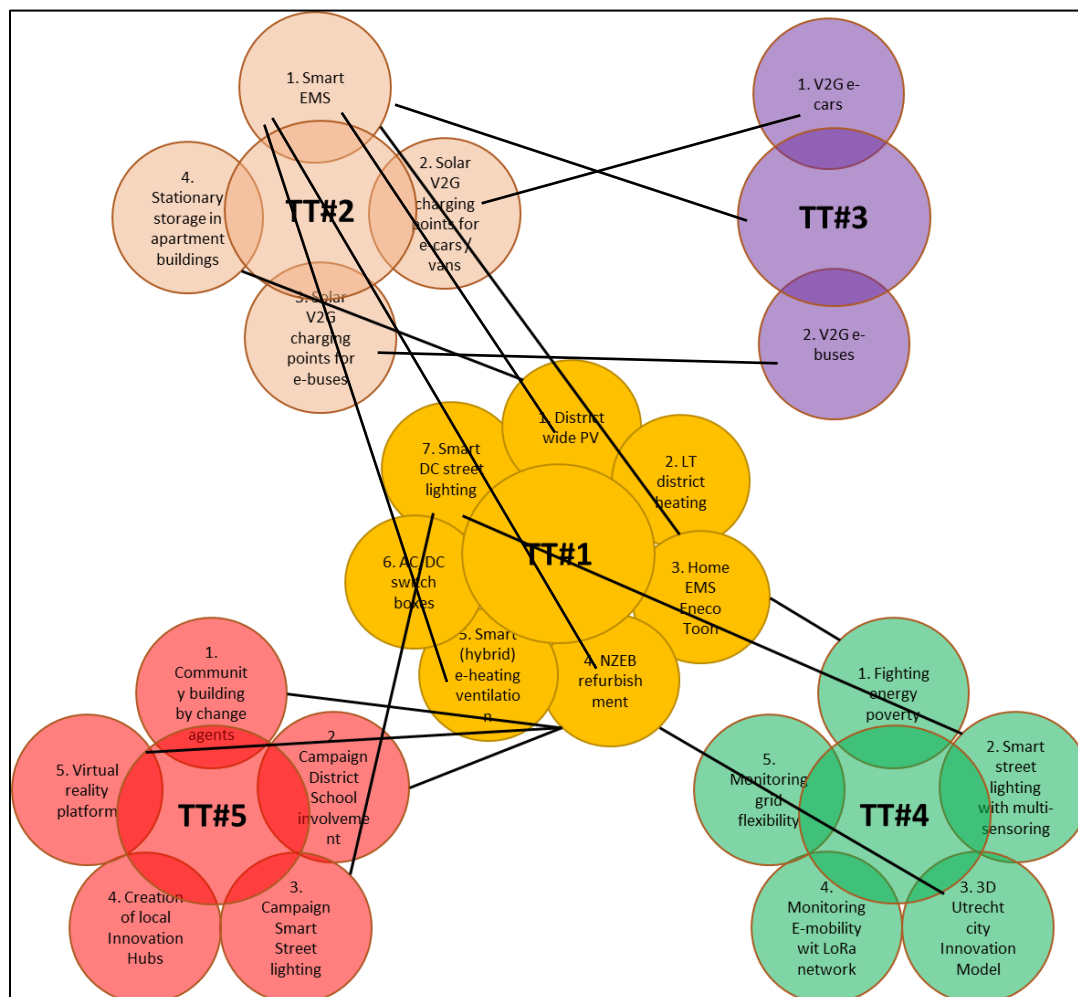 1. Smart
EMS
TT#2
2. Solar
V2G
charging
points for
e-cars /
vans
3. Solar
V2G
charging
points for
e-buses
4.
Stationary
storage in
apartment
buildings
1. V2G e-
cars
TT#3
2. V2G e-
buses
1. District
wide PV
2. LT
district
heating
TT#1
3. Home
EMS
Eneco
Toon
4. NZEB
refurbish
ment
5. Smart
(hybrid)
e-heating
ventilatio
n
6. AC/DC
switch
boxes
7. Smart
DC street
lighting
1.
Communit
y building
by change
agents
TT#5
2.
Campaign
District
School
involveme
nt
3.
Campaign
Smart
Street
lighting
4. Creation
of local
Innovation
Hubs
5. Virtual
reality
platform
1. Fighting
energy
poverty
TT#4
2. Smart
street
lighting
with multi-
sensoring
3. 3D
Utrecht
city
Innovation
Model
4.
Monitoring
E-mobility
wit LoRa
network
5.
Monitoring
grid
flexibility